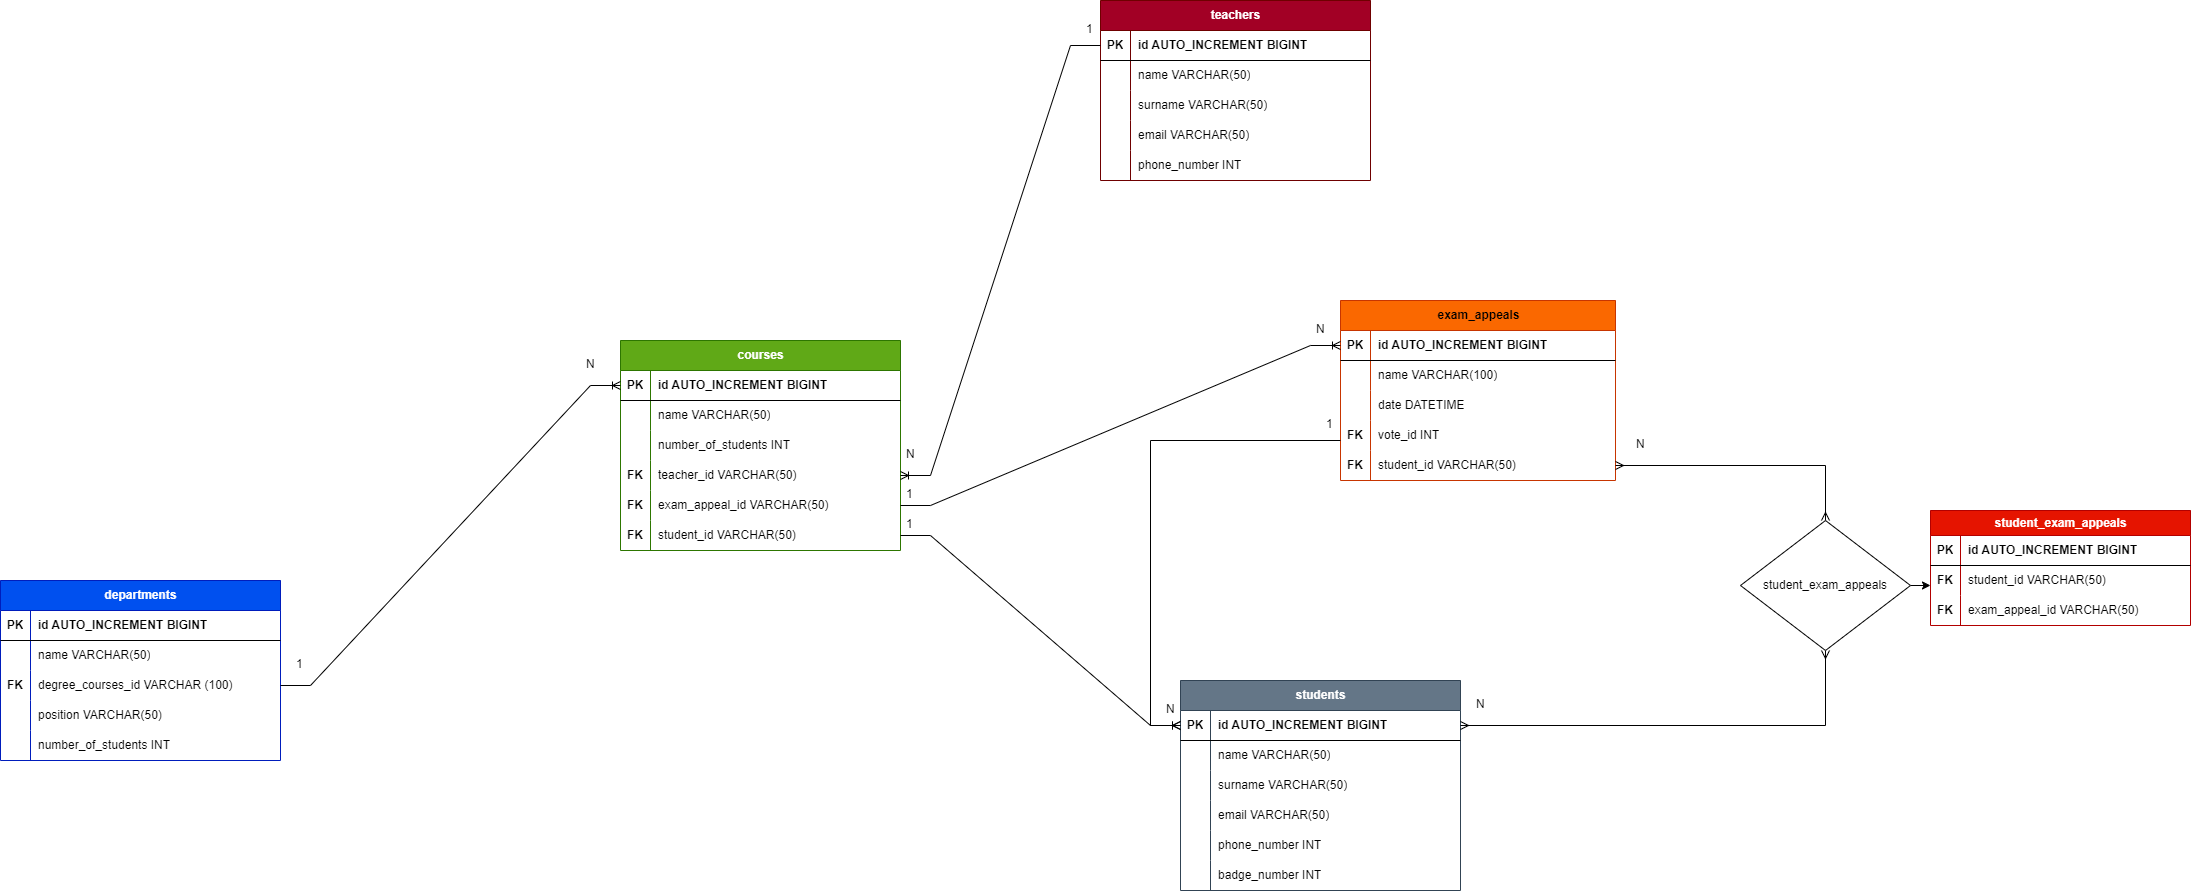 teachers
1
PK id AUTO_INCREMENT BIGINT
name VARCHAR(50)
surname VARCHAR(50)
email VARCHAR(50)
phone_number INT
exam_appeals
N
PK id AUTO_INCREMENT BIGINT
name VARCHAR(100)
date DATETIME
1
FK vote_id INT
FK student_id VARCHAR(50)
N
courses
N
PK id AUTO_INCREMENT BIGINT
name VARCHAR(50)
number_of_students INT
N
FK teacher_id VARCHAR(50)
1
FK exam_appeal_id VARCHAR(50)
1
FK student_id VARCHAR(50)
student_exam_appeals
student_exam_appeals
PK id AUTO_INCREMENT BIGINT
FK student_id VARCHAR(50)
FK exam_appeal_id VARCHAR(50)
departments
PK id AUTO_INCREMENT BIGINT
name VARCHAR(50)
1
FK degree_courses_id VARCHAR (100)
position VARCHAR(50)
number_of_students INT
students
N
N
PK id AUTO_INCREMENT BIGINT
name VARCHAR(50)
surname VARCHAR(50)
email VARCHAR(50)
phone_number INT
badge_number INT